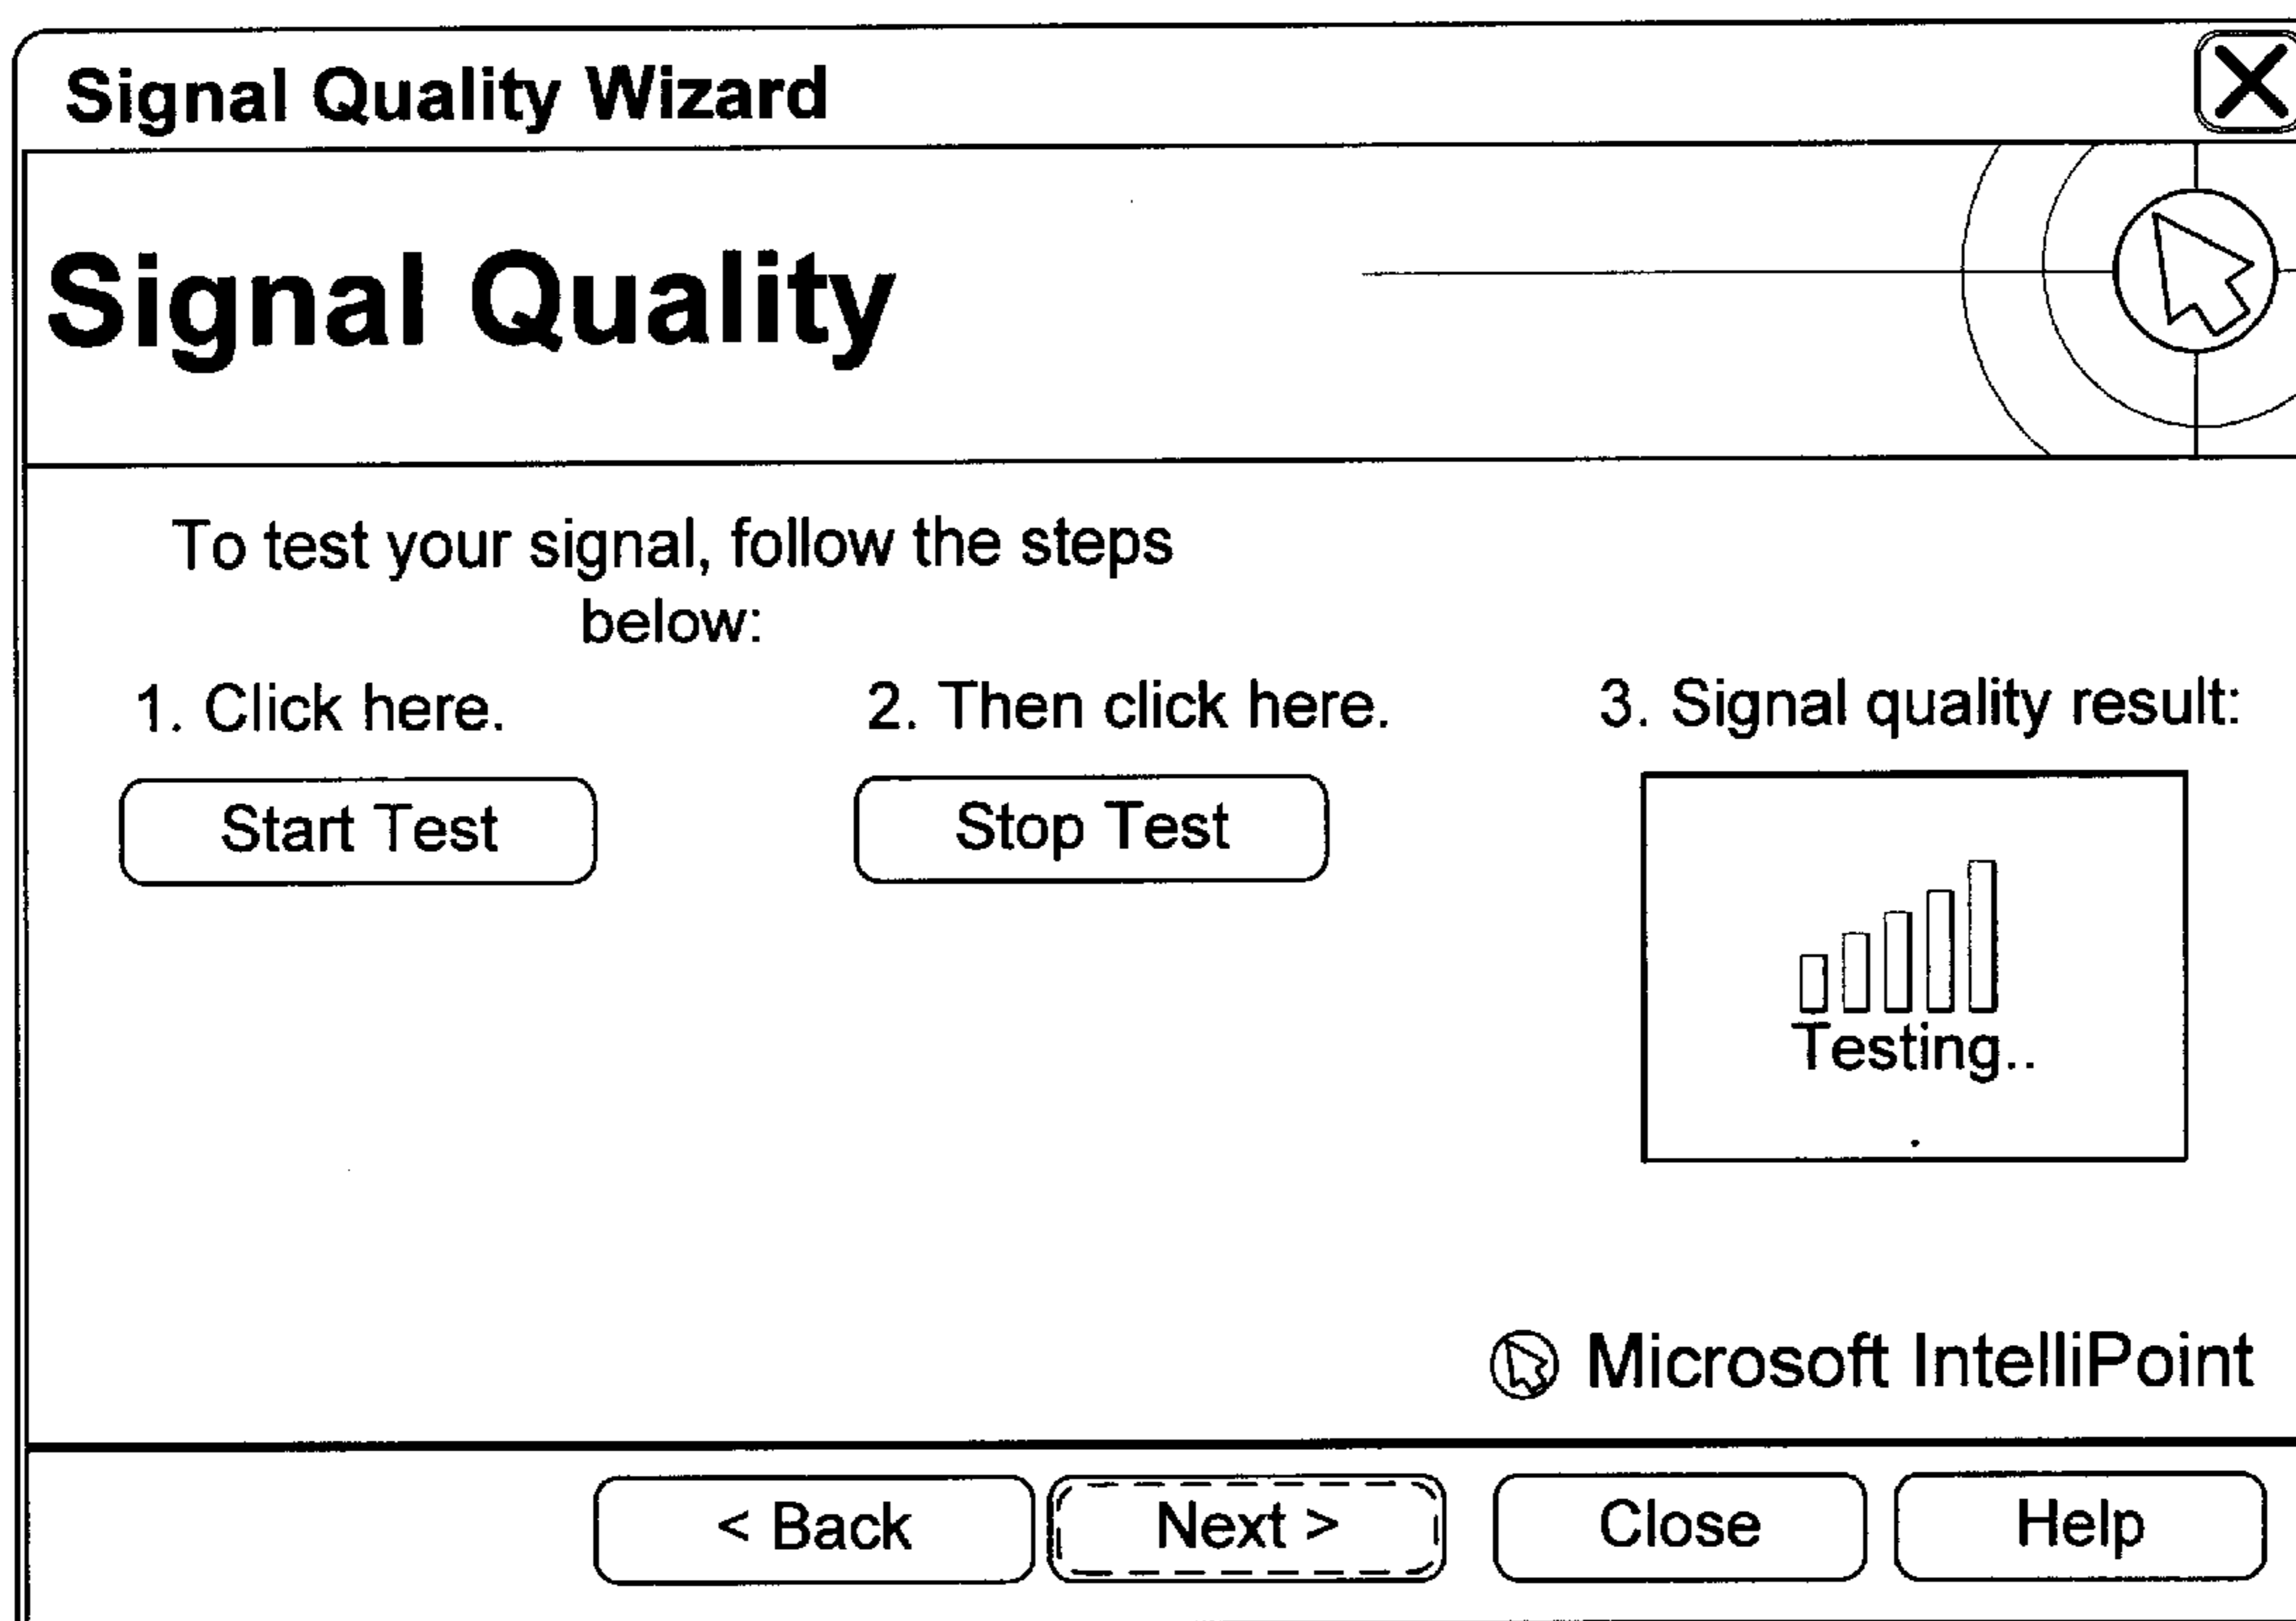 Signal Quality Wizard
Signal Quality
To test your signal, follow the steps
below:
1. Click here.
2. Then click here.
3. Signal quality result:
Start Test
Stop Test
Testing..
.
Microsoft IntelliPoint
< Back
Next >
Close
Help